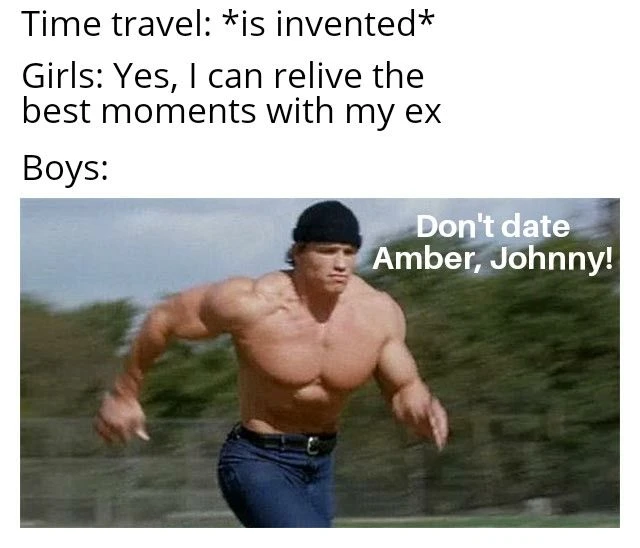 Time travel: *is invented*
Girls: Yes, I can relive the
best moments with my ex
Boys:
Don't date
Amber, Johnny!